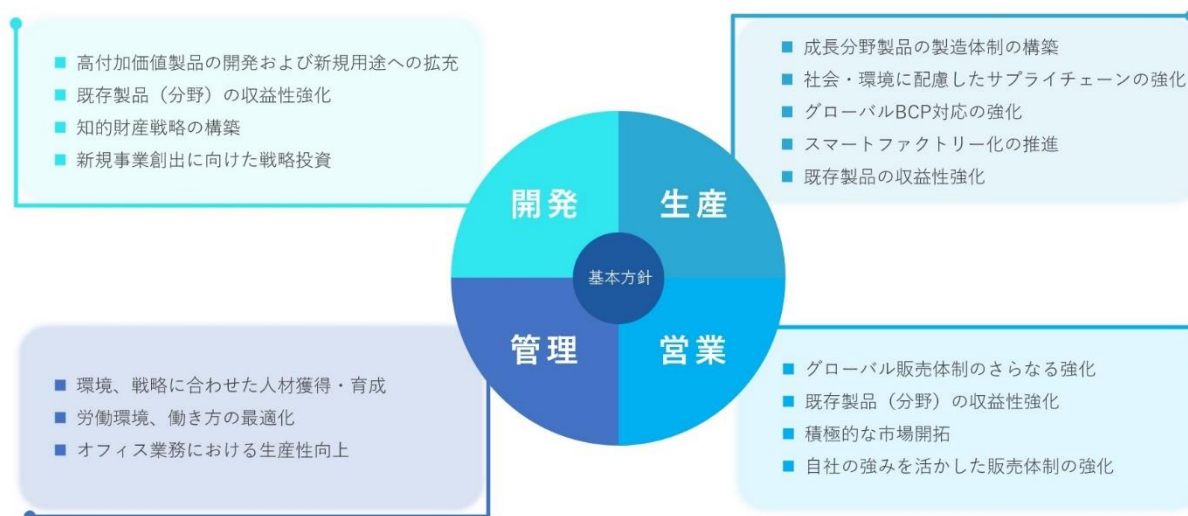 高付加価値製品の開発および新規用途への拡充
既存製品（分野）の収益性強化
知的財産戦略の構築
新規事業創出に向けた戦略投資
成長分野製品の製造体制の構築
社会・環境に配慮したサプライチェーンの強化
グローバルBCP対応の強化
スマートファクトリー化の推進
既存製品の収益性強化
開発
生産
基本方針
管理
営業
環境、戦略に合わせた人材獲得・育成
労働環境、働き方の最適化
オフィス業務における生産性向上
グローバル販売体制のさらなる強化
既存製品（分野）の収益性強化
積極的な市場開拓
自社の強みを活かした販売体制の強化